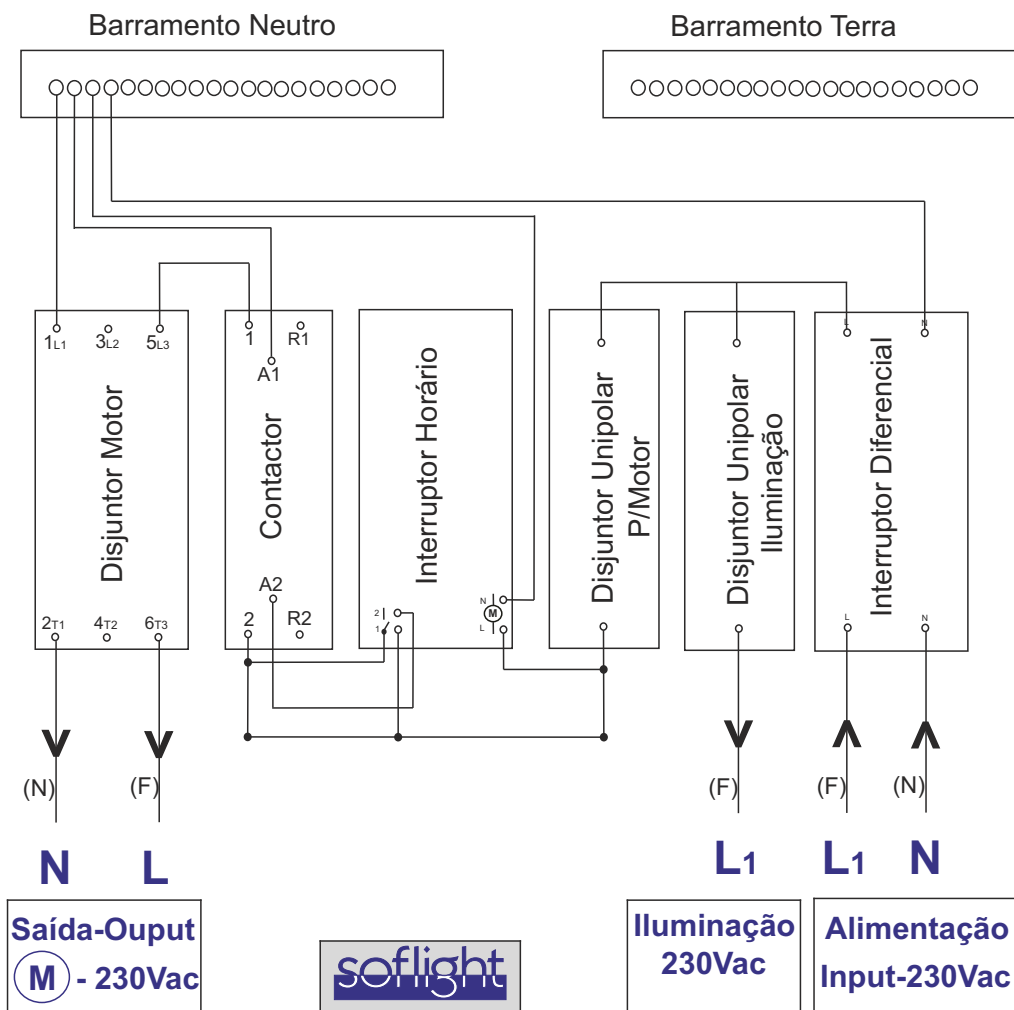 Barramento Neutro
Barramento Terra
1L1
3L2
5L3
Disjuntor Motor
2T1
4T2
6T3
1
R1
A1
Contactor
A2
2
R2
Interruptor Horário
2
1
N
M
L
Disjuntor Unipolar
P/Motor
Disjuntor Unipolar
Iluminação
L
N
Interruptor Diferencial
L
N
(N)
(F)
(F)
(F)
(N)
N
L
L1
L1
N
Saída-Ouput
M - 230Vac
soflight
Iluminação
230Vac
Alimentação
Input-230Vac